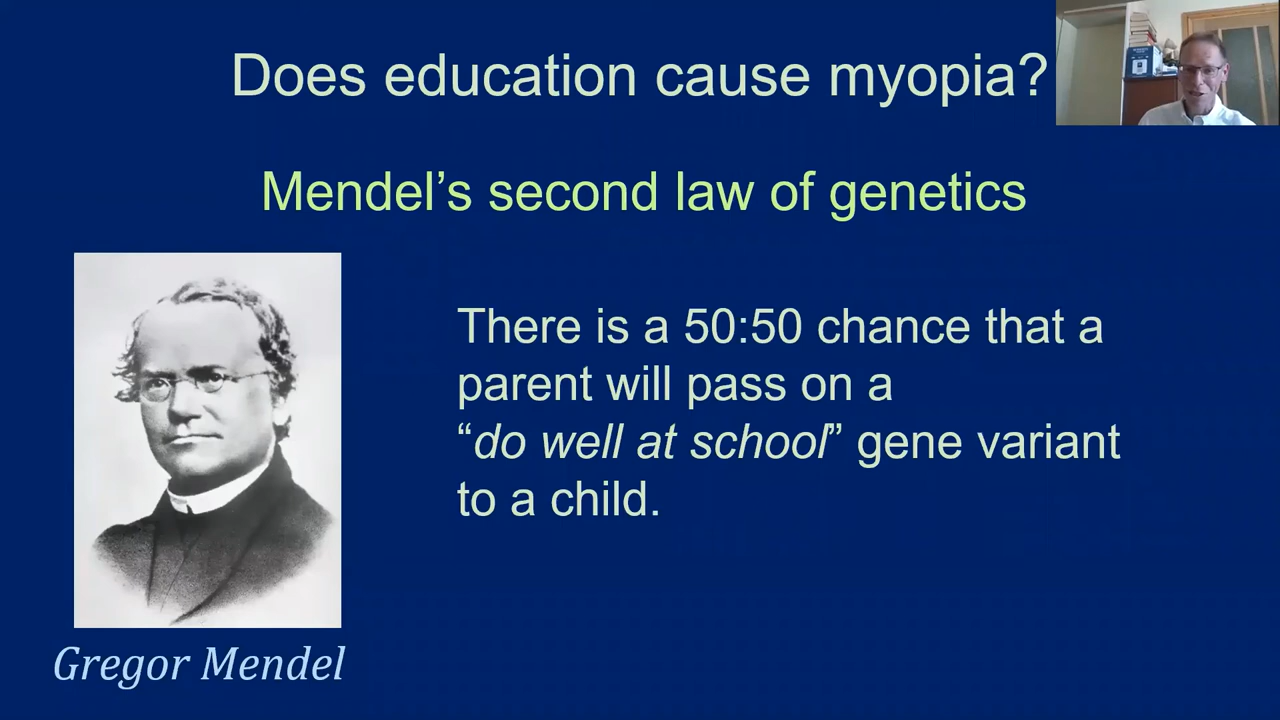 Does education cause myopia?
Mendel’s second law of genetics
There is a 50:50 chance that a
parent will pass on a
“do well at school” gene variant
to a child.
Gregor Mendel